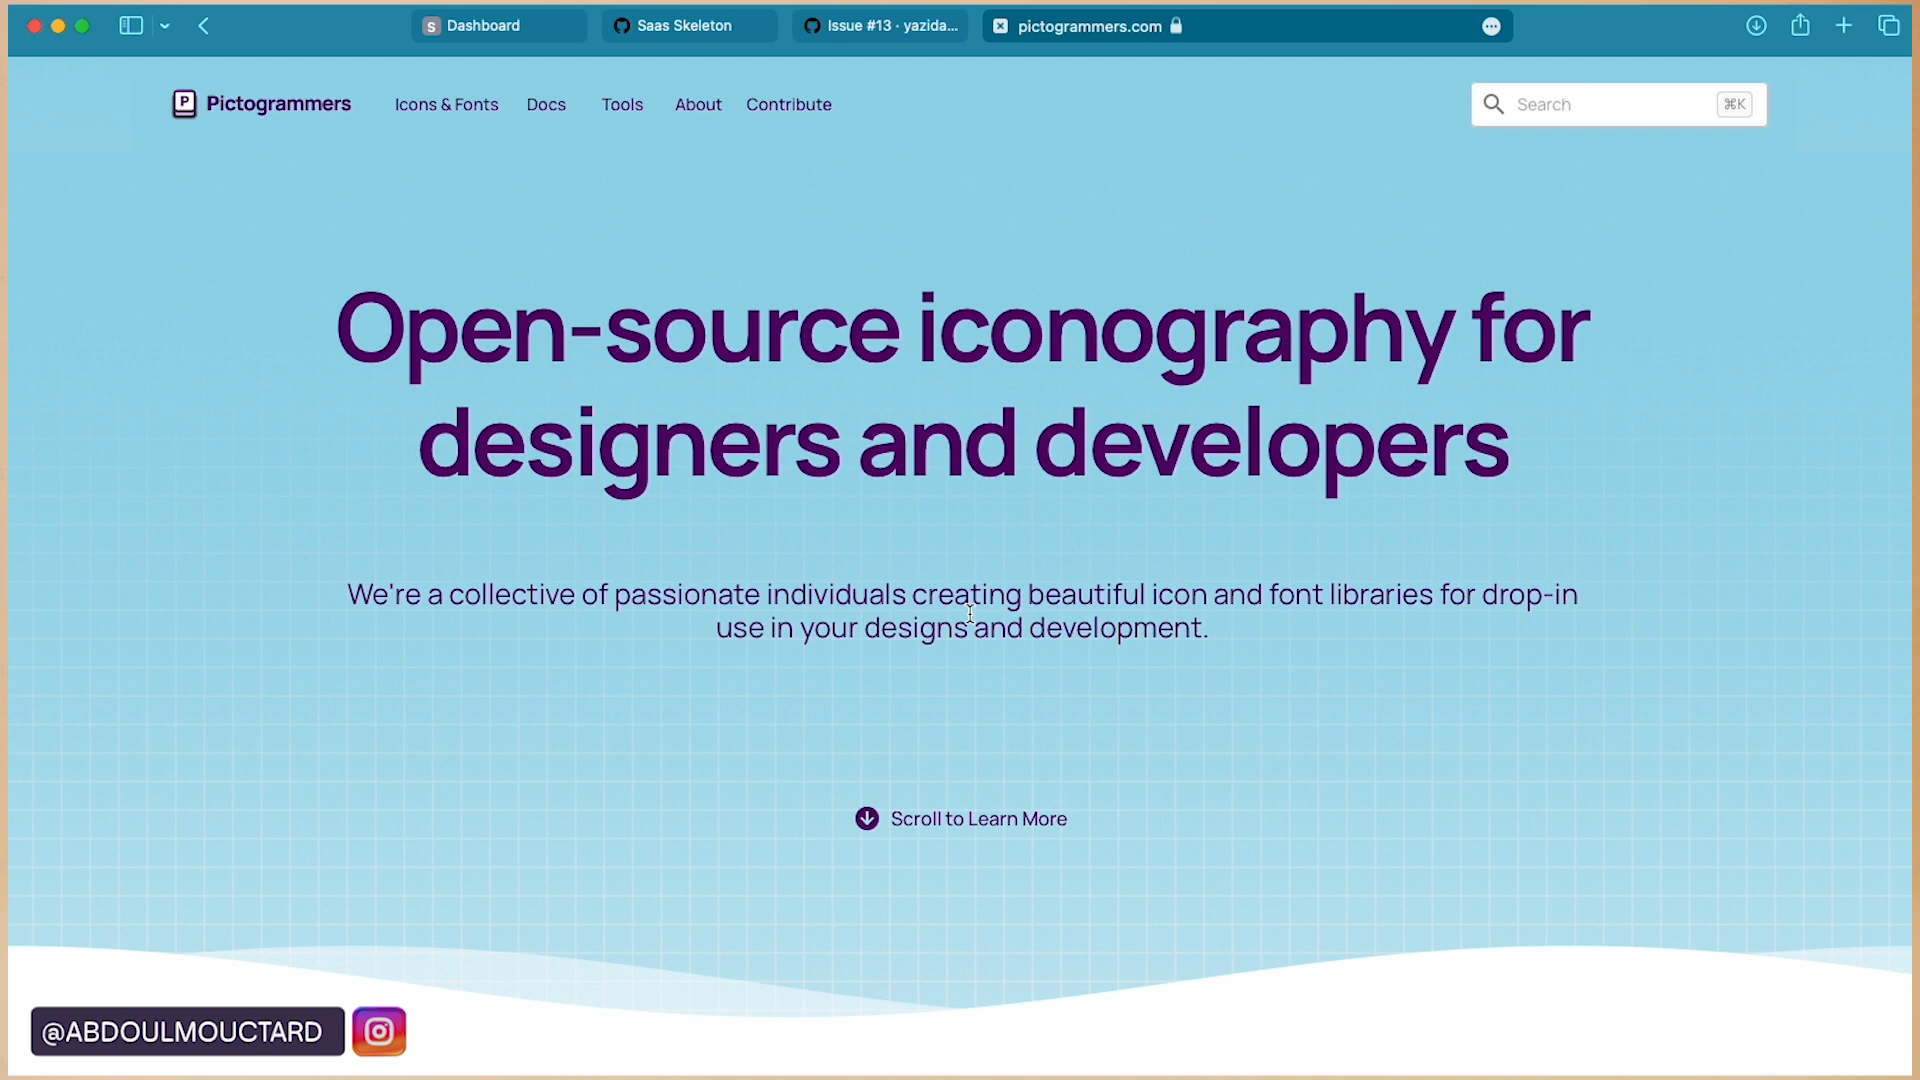 Dashboard
Saas Skeleton
Issue #13 · yazida...
pictogrammers.com
Pictogrammers
Icons & Fonts
Docs
Tools
About
Contribute
Search
⌘K
Open-source iconography for
designers and developers
We're a collective of passionate individuals creating beautiful icon and font libraries for drop-in
use in your designs and development.
Scroll to Learn More
@ABDOULMOUCTARD